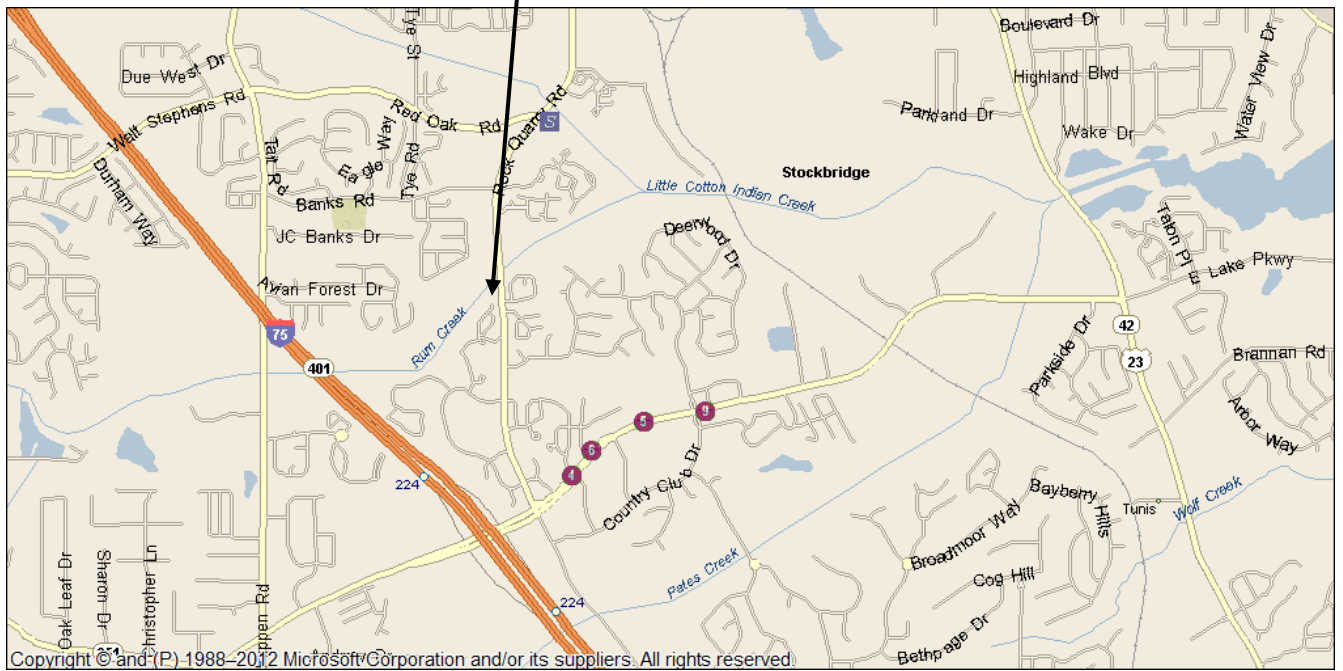 Boulevard Dr
Tye St
Due West Dr
Highland Blvd
Water View Dr
Walt Stephens Rd
Red Oak Rd
S
Parkland Dr
Wake Dr
Tait Rd
Eagle Way
Tye Rd
Rock Quarry Rd
Stockbridge
Durham Way
Banks Rd
Little Cotton Indian Creek
JC Banks Dr
Deerwood Dr
Talon Pl
E Lake Pkwy
Avian Forest Dr
75
Rum Creek
42
401
Parkside Dr
23
Brannan Rd
9
5
Arbor Way
6
4
224
Country Club Dr
Bayberry Hills
Tunis
Wolf Creek
Broadmoor Way
Oak Leaf Dr
Sharon Dr
Christopher Ln
Pates Creek
Cog Hill
224
Bethpage Dr
Copyright © and (P) 1988–2012 Microsoft Corporation and/or its suppliers. All rights reserved.